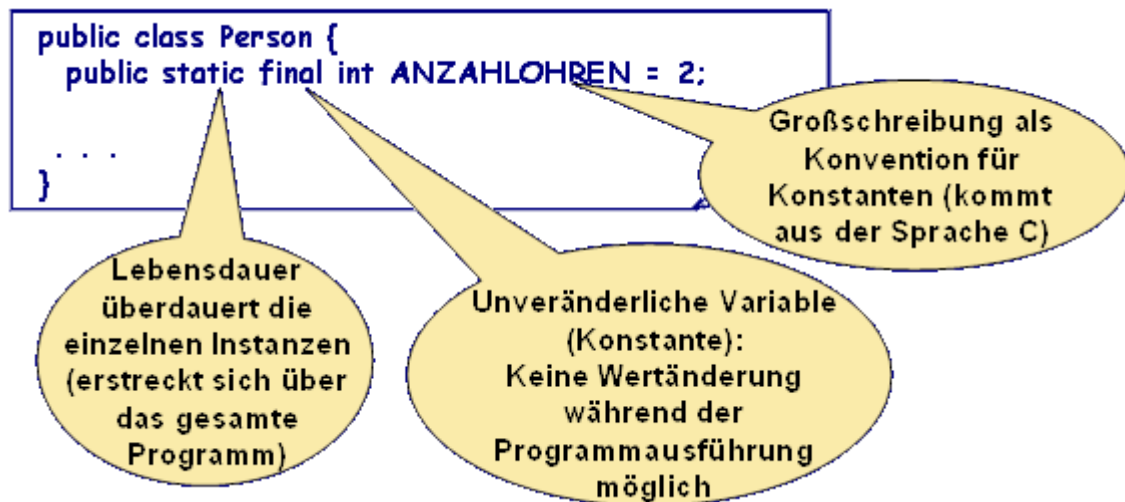 public class Person {
public static final int ANZAHLOHREN = 2;
. . .
}
Großschreibung als
Konvention für
Konstanten (kommt
aus der Sprache C)
Lebensdauer
überdauert die
einzelnen Instanzen
(erstreckt sich über
das gesamte
Programm)
Unveränderliche Variable
(Konstante):
Keine Wertänderung
während der
Programmausführung
möglich